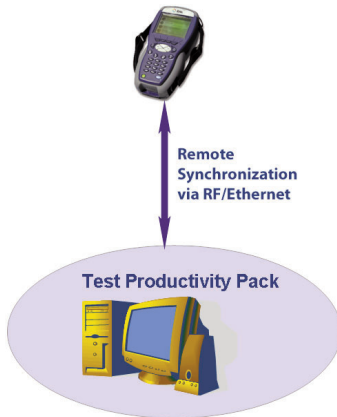 Remote
Synchronization
via RF/Ethernet
Test Productivity Pack